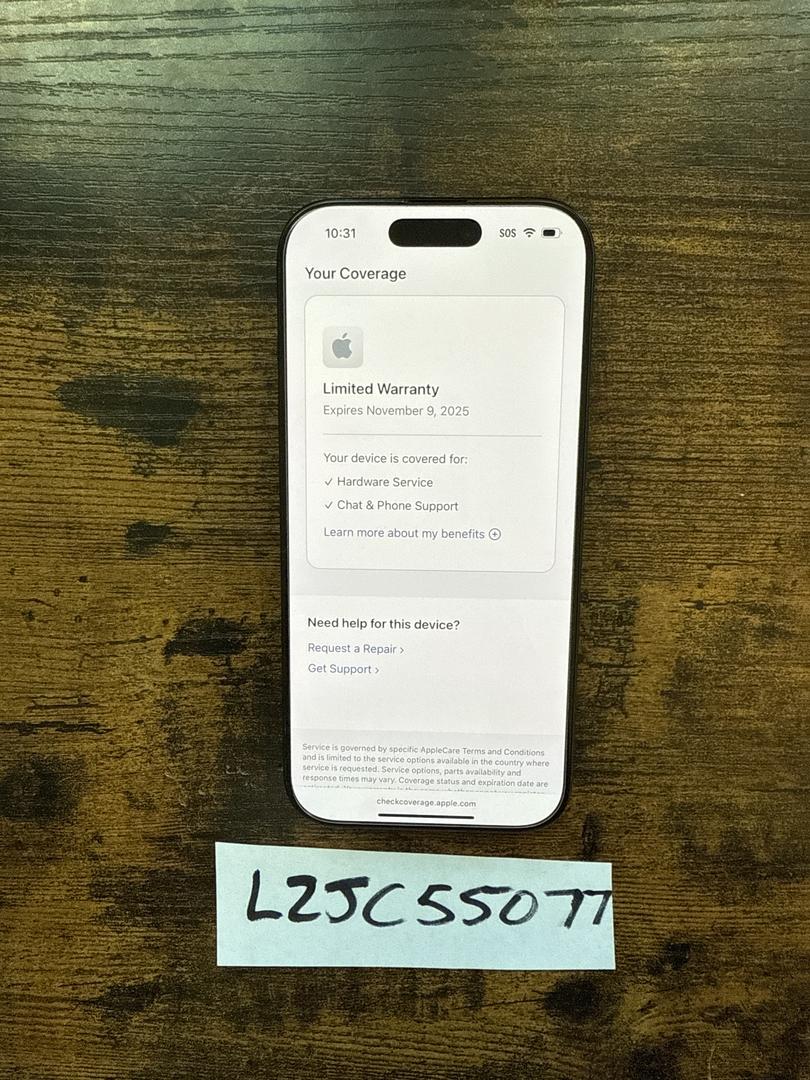 10:31 SOS
Your Coverage
Limited Warranty
Expires November 9, 2025
Your device is covered for:
✓ Hardware Service
✓ Chat & Phone Support
Learn more about my benefits
Need help for this device?
Request a Repair ›
Get Support ›
Service is governed by specific AppleCare Terms and Conditions
and is limited to the service options available in the country where
service is requested. Service options, parts availability and
response times may vary. Coverage status and expiration date are
checkcoverage.apple.com
L2JC55077